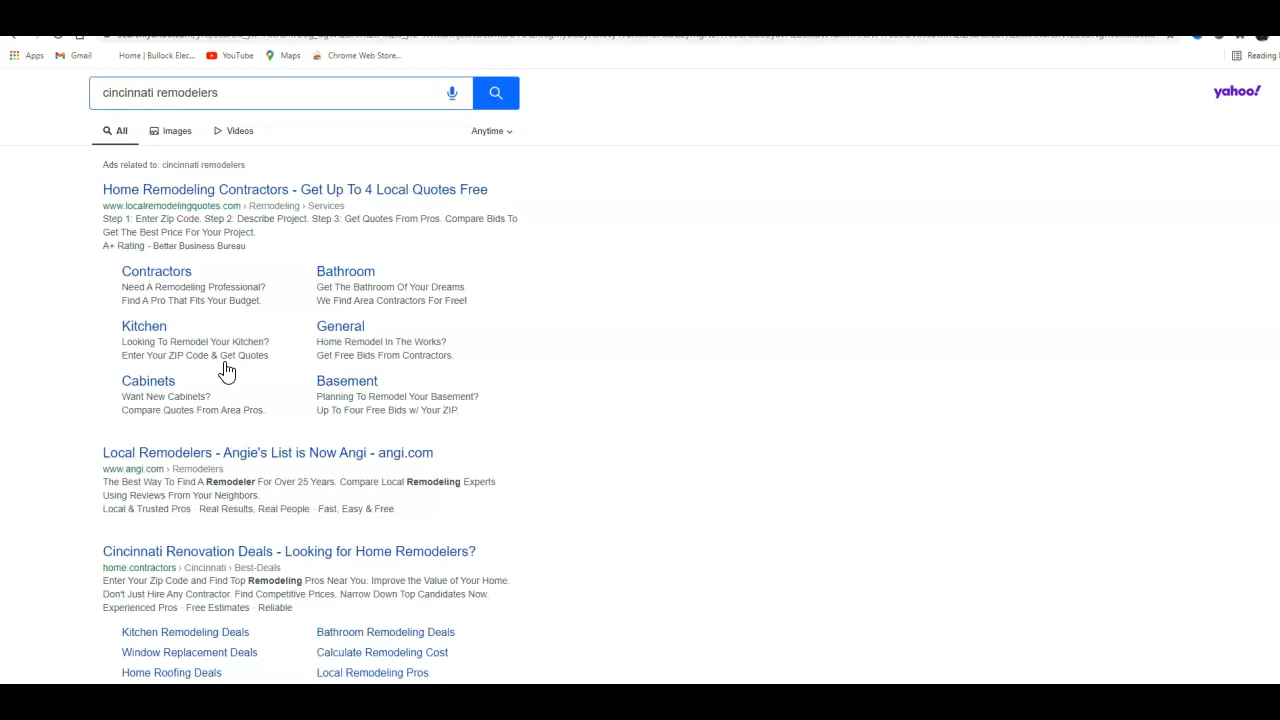 Apps Gmail Home | Bullock Elec... YouTube Maps Chrome Web Store... Reading
cincinnati remodelers
yahoo!
All Images Videos Anytime
Ads related to: cincinnati remodelers
Home Remodeling Contractors - Get Up To 4 Local Quotes Free
www.localremodelingquotes.com › Remodeling › Services
Step 1: Enter Zip Code. Step 2: Describe Project. Step 3: Get Quotes From Pros. Compare Bids To
Get The Best Price For Your Project.
A+ Rating - Better Business Bureau
Contractors
Need A Remodeling Professional?
Find A Pro That Fits Your Budget.
Bathroom
Get The Bathroom Of Your Dreams.
We Find Area Contractors For Free!
Kitchen
Looking To Remodel Your Kitchen?
Enter Your ZIP Code & Get Quotes.
General
Home Remodel In The Works?
Get Free Bids From Contractors.
Cabinets
Want New Cabinets?
Compare Quotes From Area Pros.
Basement
Planning To Remodel Your Basement?
Up To Four Free Bids w/ Your ZIP.
Local Remodelers - Angie's List is Now Angi - angi.com
www.angi.com › Remodelers
The Best Way To Find A Remodeler For Over 25 Years. Compare Local Remodeling Experts
Using Reviews From Your Neighbors.
Local & Trusted Pros · Real Results, Real People · Fast, Easy & Free
Cincinnati Renovation Deals - Looking for Home Remodelers?
home.contractors › Cincinnati › Best-Deals
Enter Your Zip Code and Find Top Remodeling Pros Near You. Improve the Value of Your Home.
Don't Just Hire Any Contractor. Find Competitive Prices. Narrow Down Top Candidates Now.
Experienced Pros · Free Estimates · Reliable
Kitchen Remodeling Deals Bathroom Remodeling Deals
Window Replacement Deals Calculate Remodeling Cost
Home Roofing Deals Local Remodeling Pros